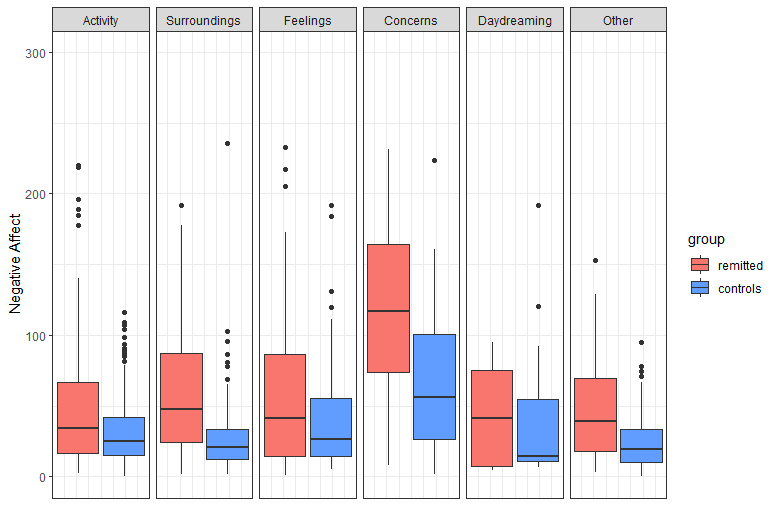 Activity Surroundings Feelings Concerns Daydreaming Other
300
200
100
0
Negative Affect
group
remitted
controls